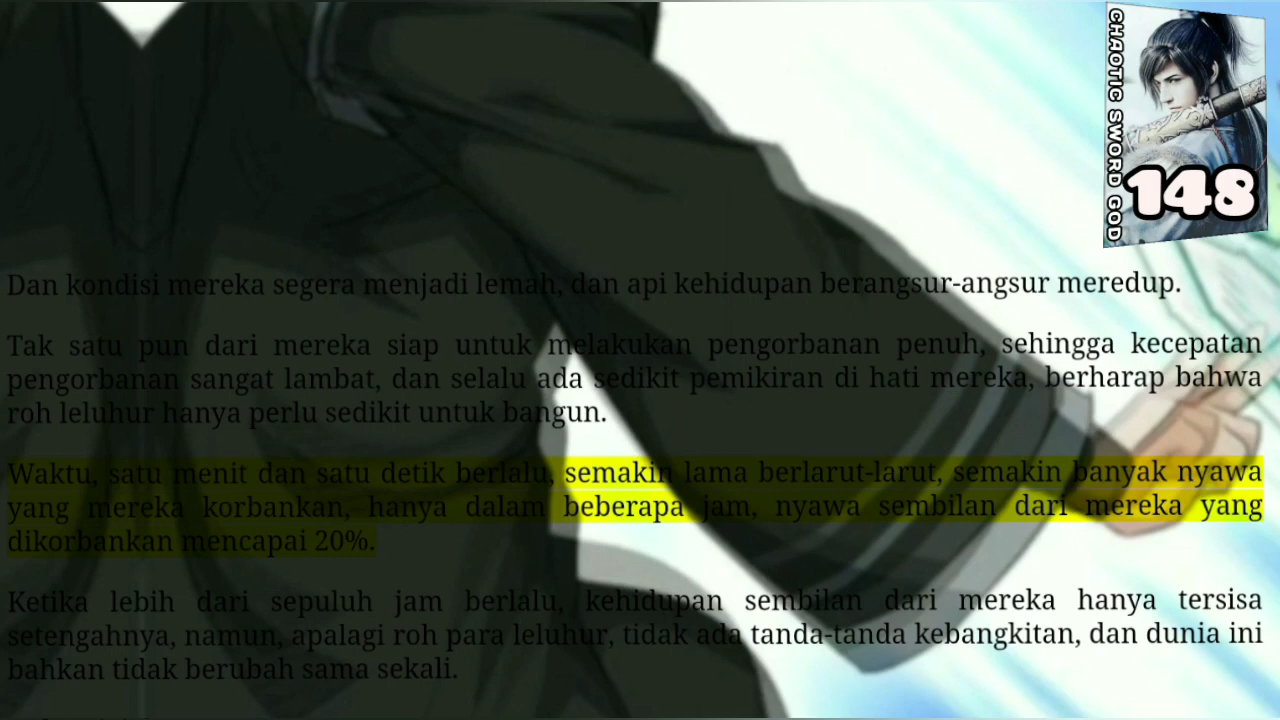 CHAOTIC SWORD GOD
148
Dan kondisi mereka segera menjadi lemah, dan api kehidupan berangsur-angsur meredup.
Tak satu pun dari mereka siap untuk melakukan pengorbanan penuh, sehingga kecepatan
pengorbanan sangat lambat, dan selalu ada sedikit pemikiran di hati mereka, berharap bahwa
roh leluhur hanya perlu sedikit untuk bangun.
Waktu, satu menit dan satu detik berlalu, semakin lama berlarut-larut, semakin banyak nyawa
yang mereka korbankan, hanya dalam beberapa jam, nyawa sembilan dari mereka yang
dikorbankan mencapai 20%.
Ketika lebih dari sepuluh jam berlalu, kehidupan sembilan dari mereka hanya tersisa
setengahnya, namun, apalagi roh para leluhur, tidak ada tanda-tanda kebangkitan, dan dunia ini
bahkan tidak berubah sama sekali.